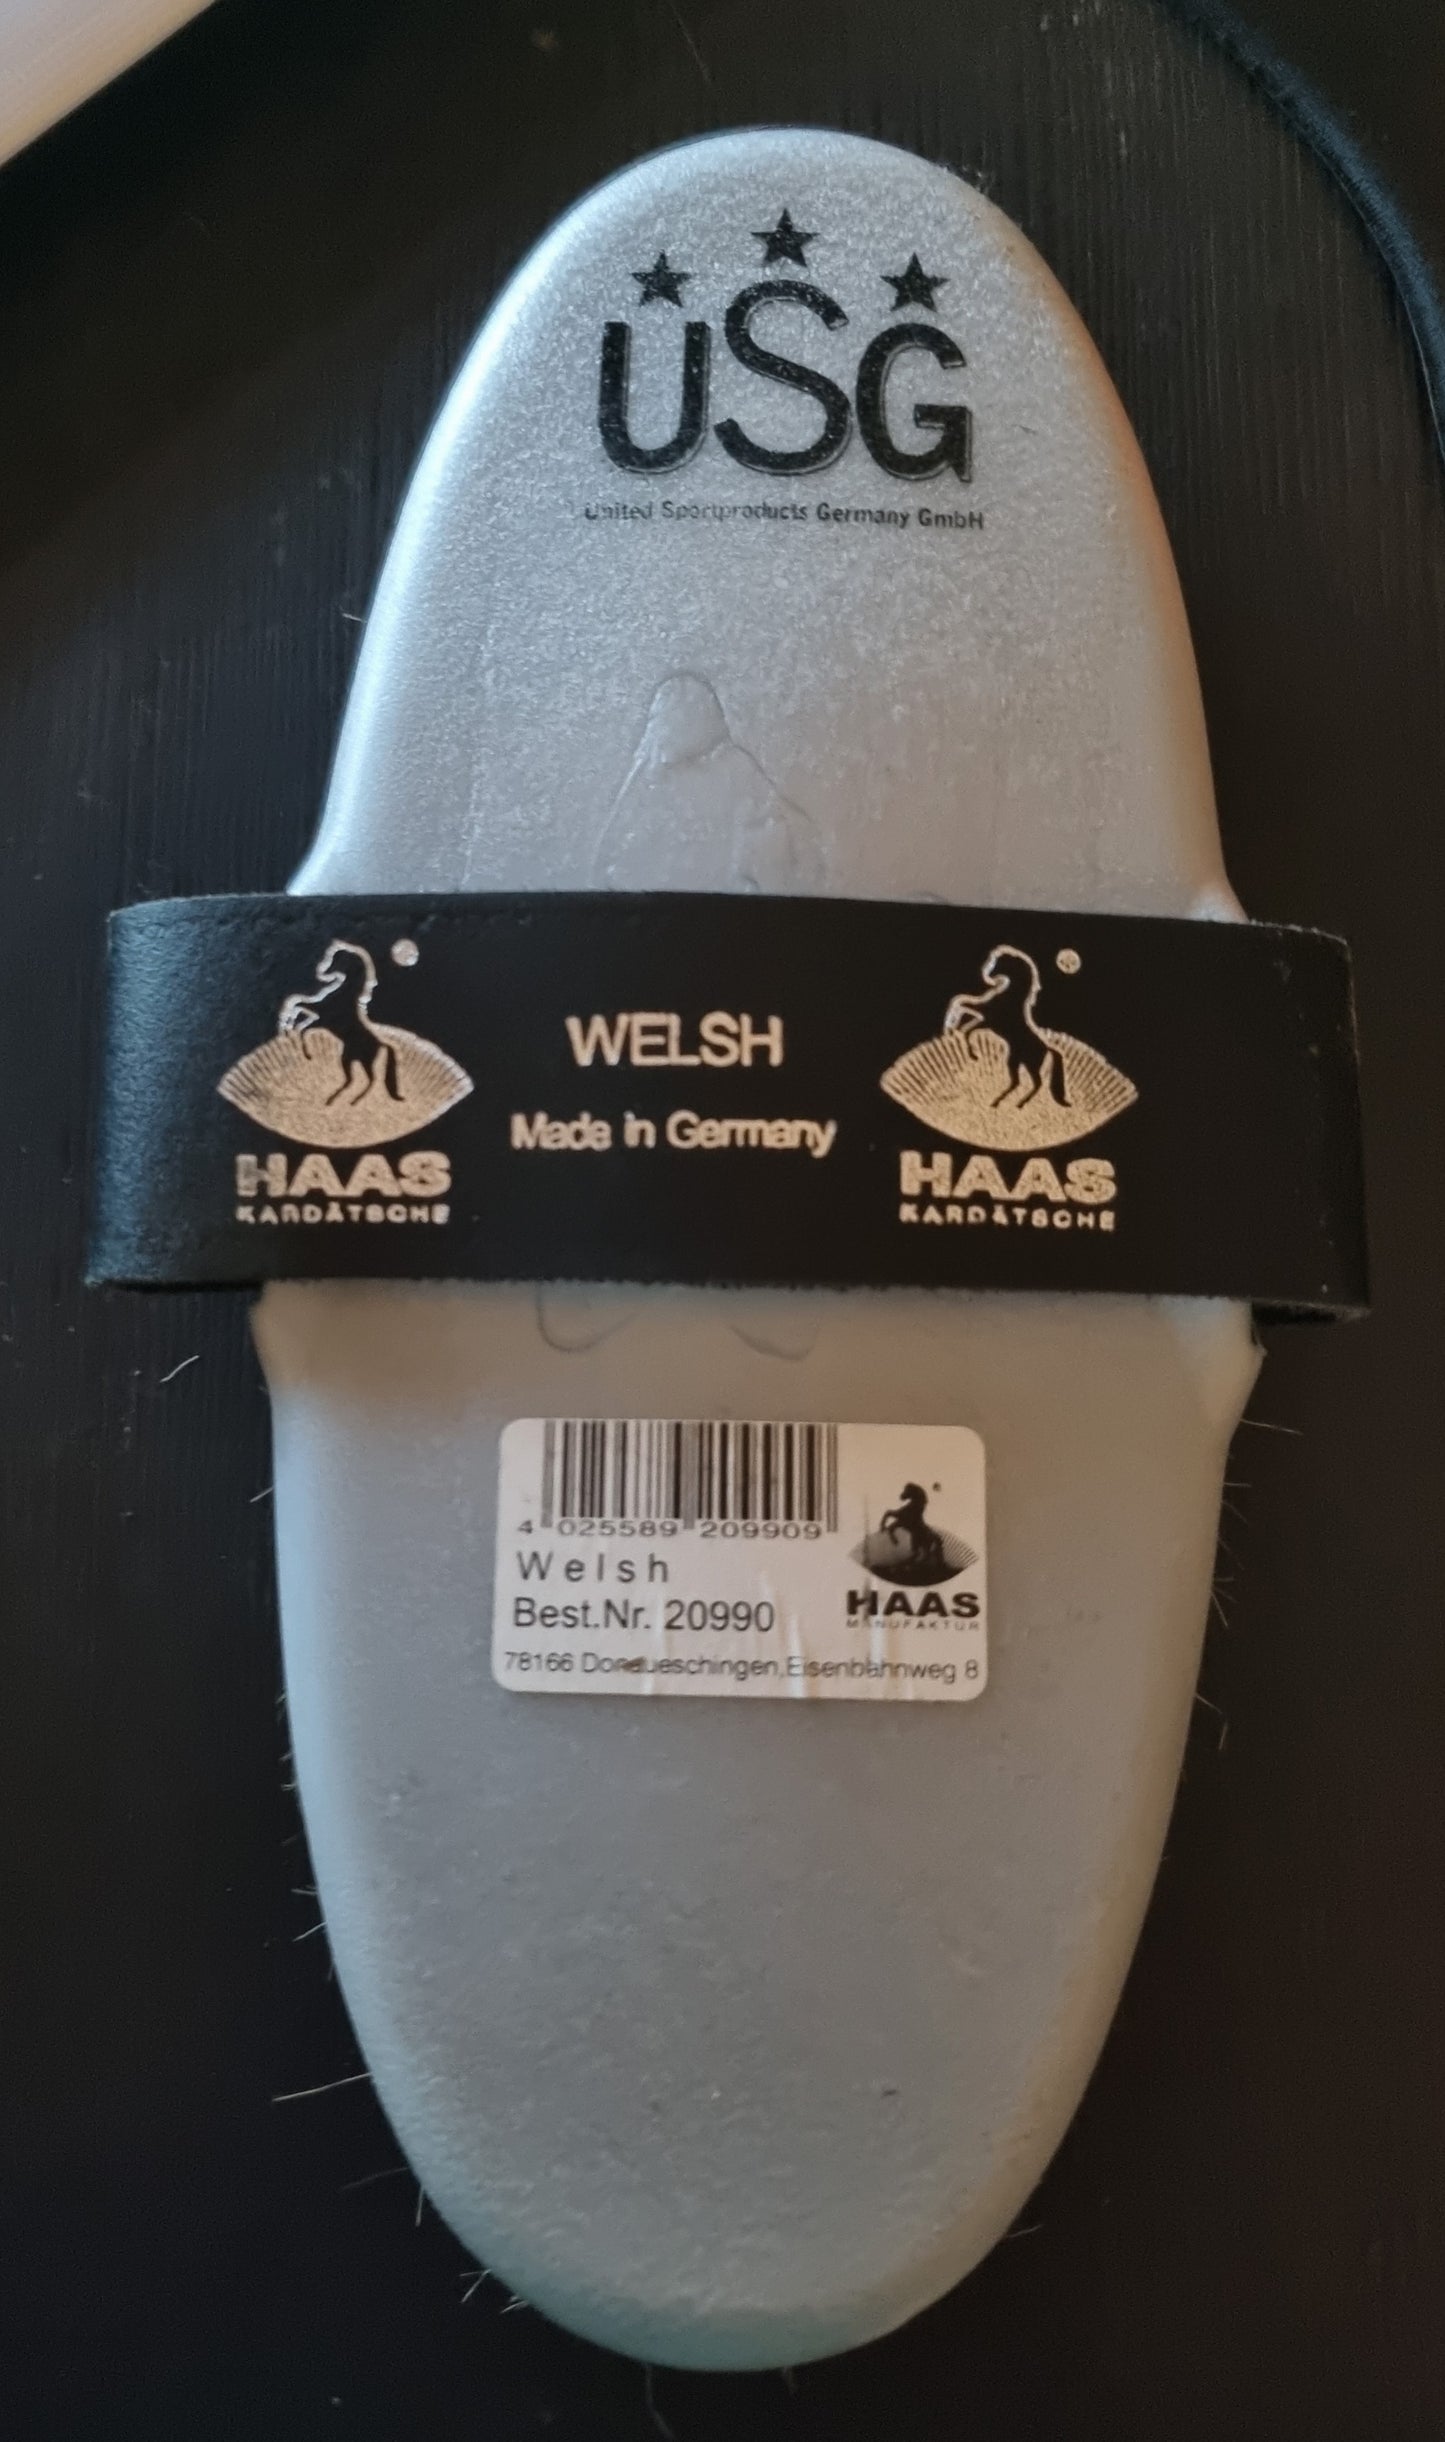 USG
United Sportproducts Germany GmbH
HAAS
KARDÄTSCHE
WELSH
Made in Germany
HAAS
KARDÄTSCHE
4 025589 209909
Welsh
Best.Nr. 20990
HAAS
MANUFAKTUR
78166 Donaueschingen,Eisenbahnweg 8